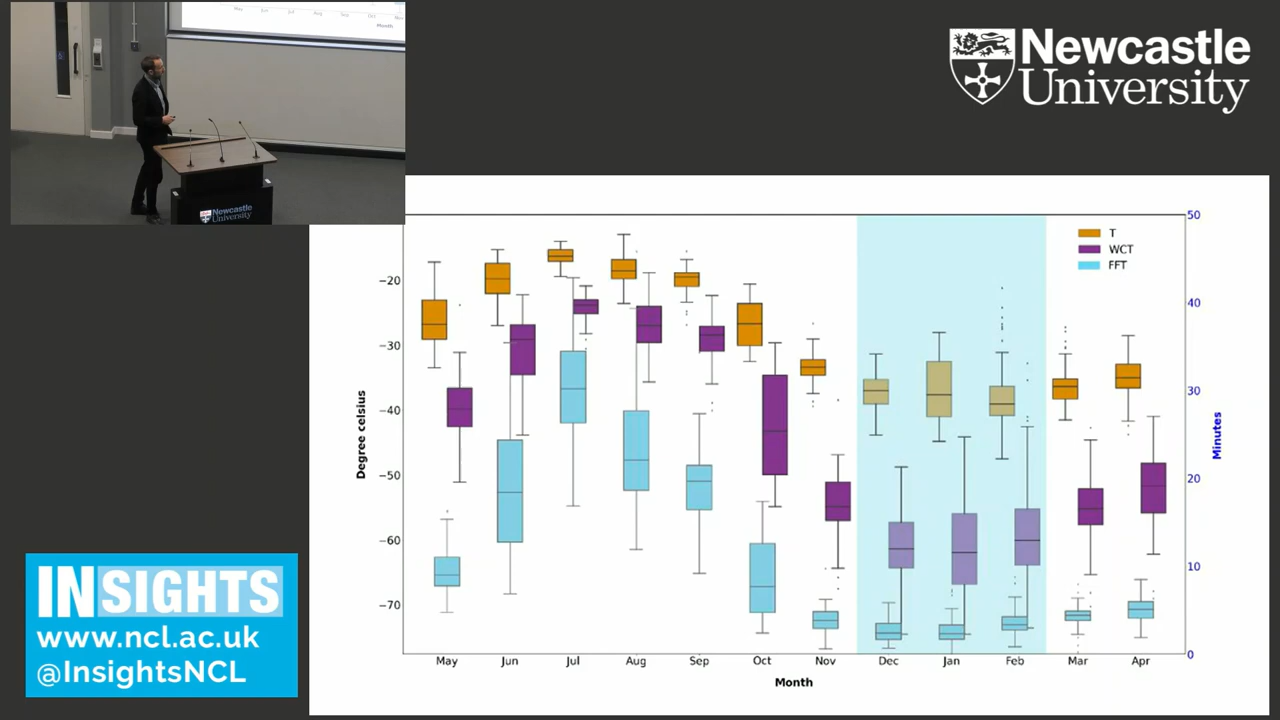 Newcastle
University
Newcastle
University
T
WCT
FFT
−20
−30
−40
−50
−60
−70
Degree celsius
50
40
30
20
10
0
Minutes
May
Jun
Jul
Aug
Sep
Oct
Nov
Dec
Jan
Feb
Mar
Apr
Month
INSIGHTS
www.ncl.ac.uk
@InsightsNCL